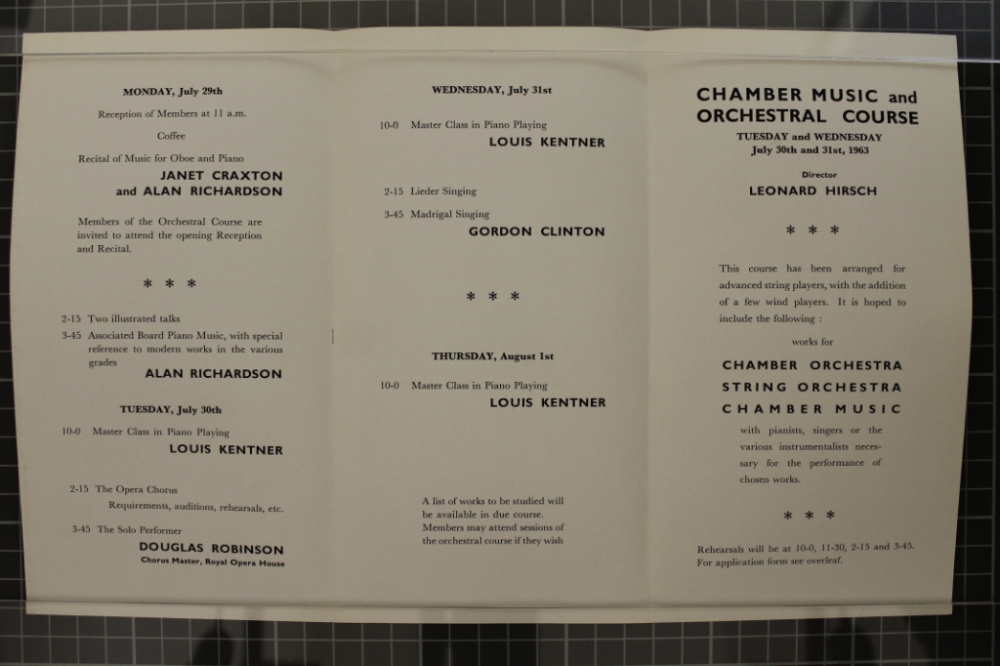 MONDAY, July 29th
Reception of Members at 11 a.m.
Coffee
Recital of Music for Oboe and Piano
JANET CRAXTON
and ALAN RICHARDSON
Members of the Orchestral Course are
invited to attend the opening Reception
and Recital.
* * *
2-15 Two illustrated talks
3-45 Associated Board Piano Music, with special
reference to modern works in the various
grades
ALAN RICHARDSON
TUESDAY, July 30th
10-0 Master Class in Piano Playing
LOUIS KENTNER
2-15 The Opera Chorus
Requirements, auditions, rehearsals, etc.
3-45 The Solo Performer
DOUGLAS ROBINSON
Chorus Master, Royal Opera House
WEDNESDAY, July 31st
10-0 Master Class in Piano Playing
LOUIS KENTNER
2-15 Lieder Singing
3-45 Madrigal Singing
GORDON CLINTON
* * *
THURSDAY, August 1st
10-0 Master Class in Piano Playing
LOUIS KENTNER
A list of works to be studied will
be available in due course.
Members may attend sessions of
the orchestral course if they wish
CHAMBER MUSIC and
ORCHESTRAL COURSE
TUESDAY and WEDNESDAY
July 30th and 31st, 1963
Director
LEONARD HIRSCH
* * *
This course has been arranged for
advanced string players, with the addition
of a few wind players. It is hoped to
include the following :
works for
CHAMBER ORCHESTRA
STRING ORCHESTRA
CHAMBER MUSIC
with pianists, singers or the
various instrumentalists neces-
sary for the performance of
chosen works.
* * *
Rehearsals will be at 10-0, 11-30, 2-15 and 3-45.
For application form see overleaf.